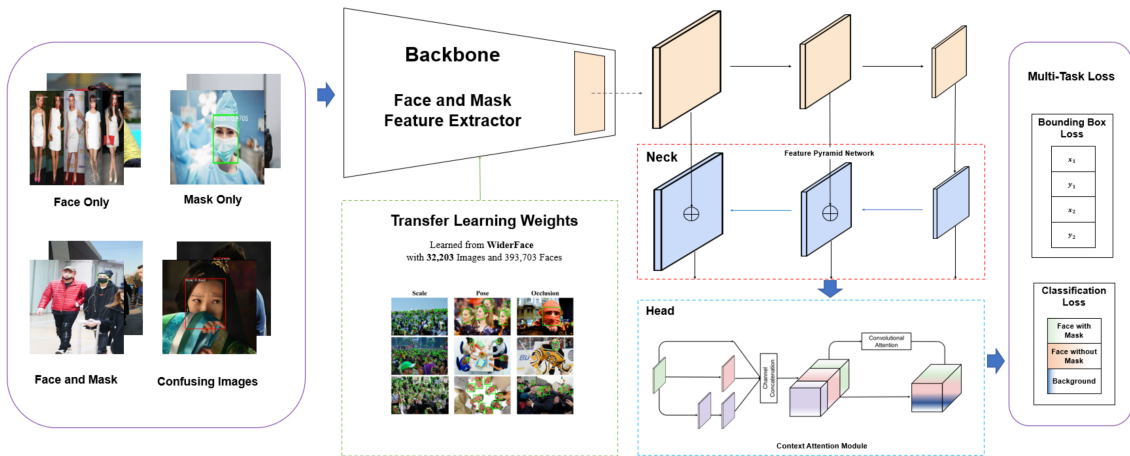 Face Only
Mask Only
Face and Mask
Confusing Images
Backbone
Face and Mask
Feature Extractor
Transfer Learning Weights
Learned from WiderFace
with 32,203 Images and 393,703 Faces
Scale
Pose
Occlusion
Neck
Feature Pyramid Network
Head
Channel
Concatenation
Convolutional
Attention
Context Attention Module
Multi-Task Loss
Bounding Box
Loss
x₁
y₁
x₂
y₂
Classification
Loss
Face with
Mask
Face without
Mask
Background